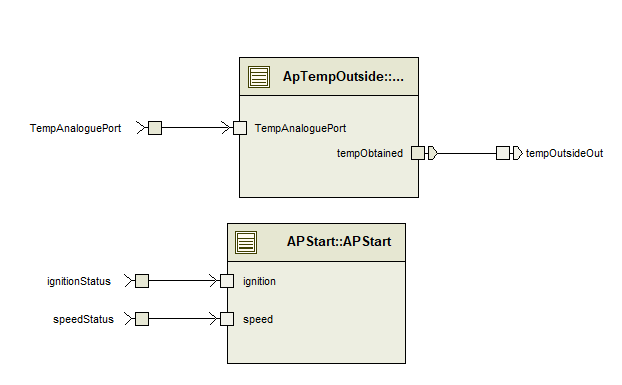 ApTempOutside::...
TempAnaloguePort
TempAnaloguePort
tempObtained
tempOutsideOut
APStart::APStart
ignitionStatus
ignition
speedStatus
speed